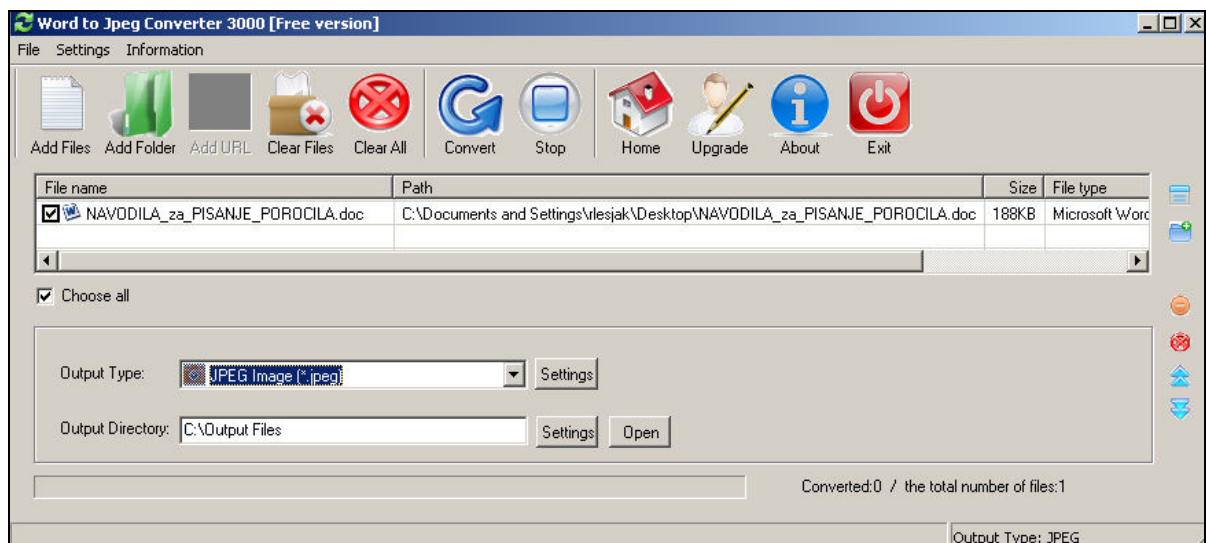 Word to Jpeg Converter 3000 [Free version]
File Settings Information
Add Files Add Folder Add URL Clear Files Clear All Convert Stop Home Upgrade About Exit
File name Path Size File type
NAVODILA_za_PISANJE_POROCILA.doc C:\Documents and Settings\rlesjak\Desktop\NAVODILA_za_PISANJE_POROCILA.doc 188KB Microsoft Word
Choose all
Output Type: JPEG Image (*.jpeg) Settings
Output Directory: C:\Output Files Settings Open
Converted:0 / the total number of files:1
Output Type: JPEG